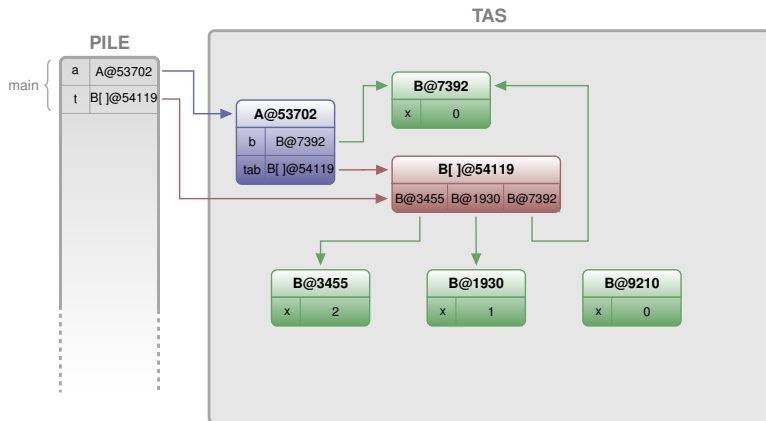 TAS
PILE
main
a A@53702
t B[ ]@54119
A@53702
b B@7392
tab B[ ]@54119
B@7392
x 0
B[ ]@54119
B@3455 B@1930 B@7392
B@3455
x 2
B@1930
x 1
B@9210
x 0